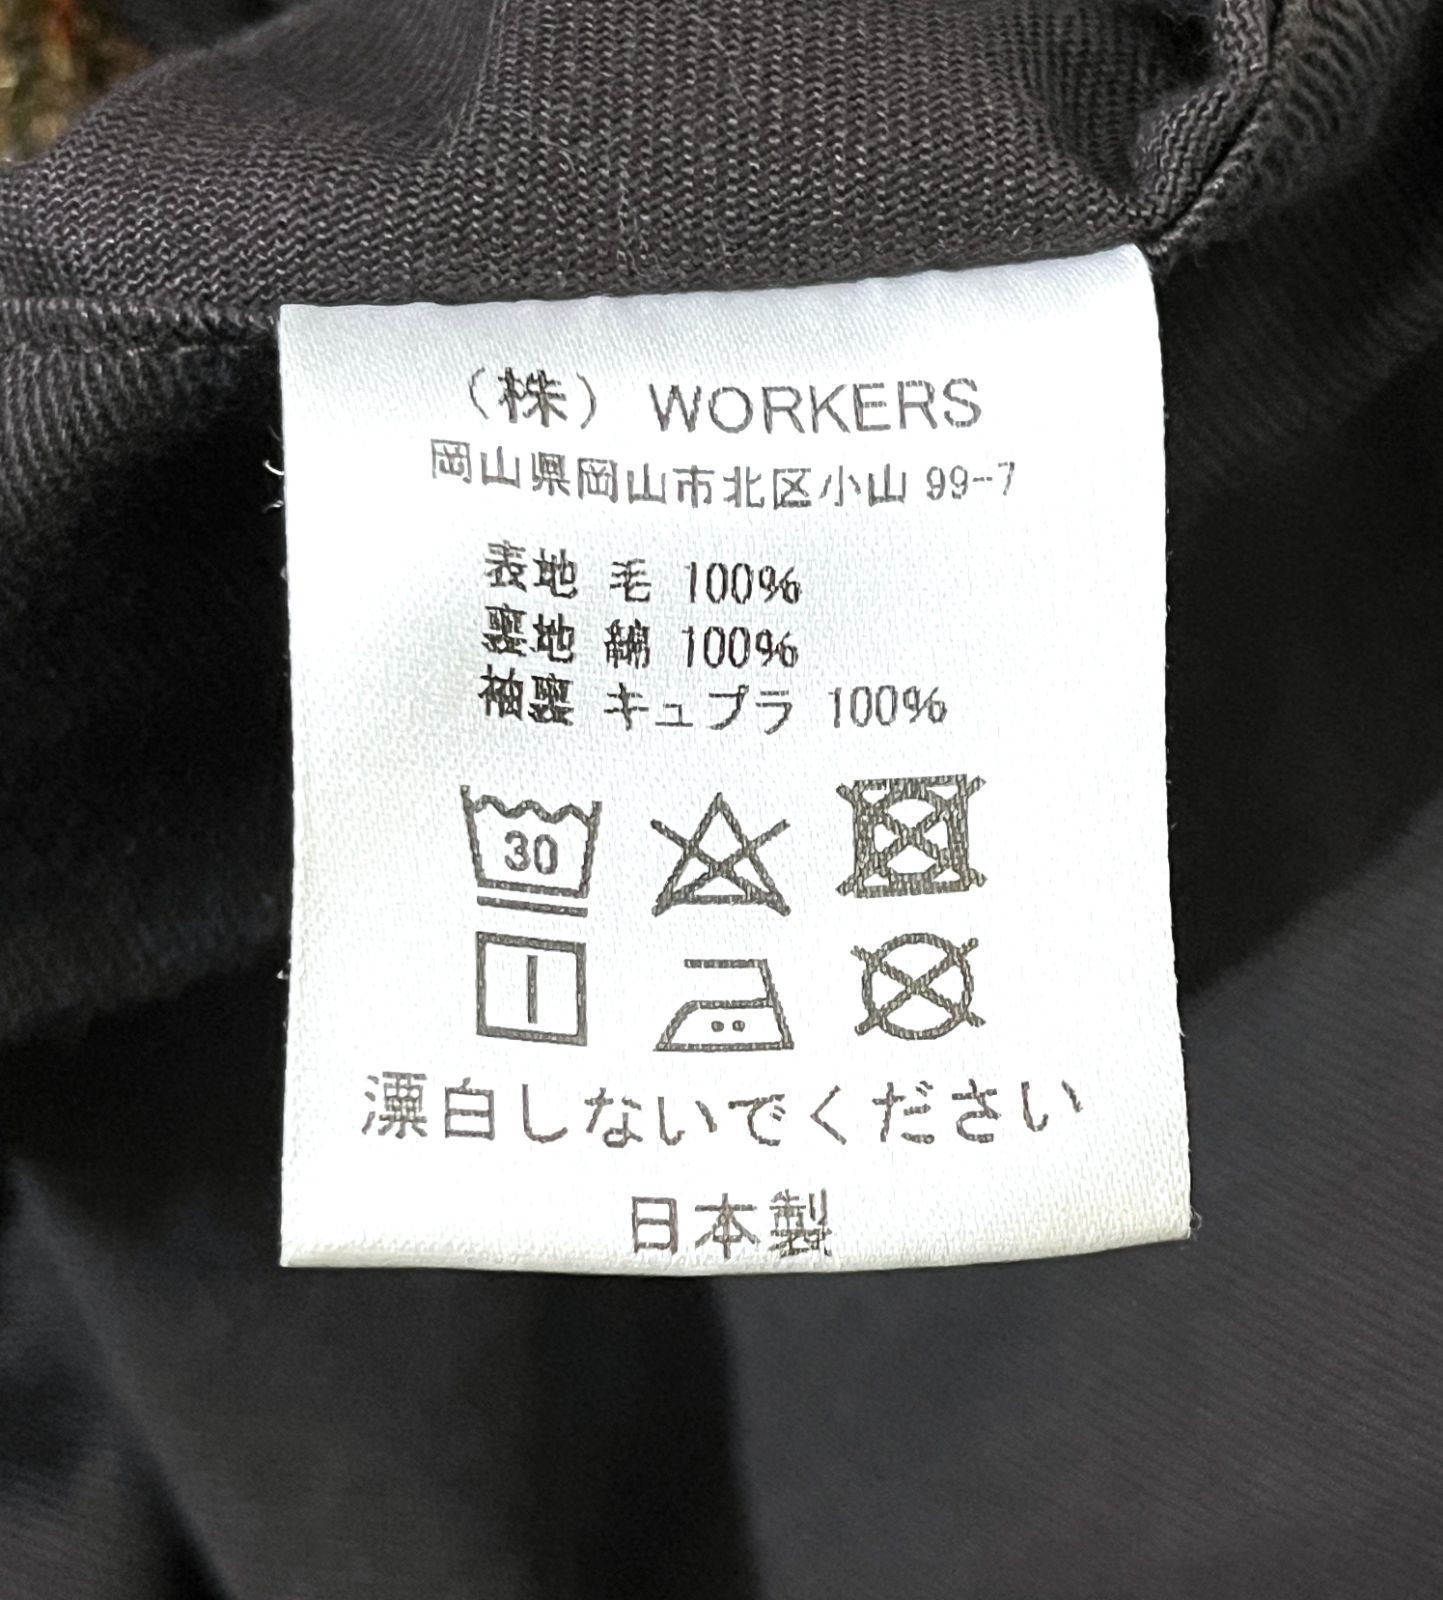 （株） WORKERS
岡山県岡山市北区小山 99-7
表地 毛 100%
裏地 綿 100%
袖裏 キュプラ 100%
30
漂白しないでください
日本製